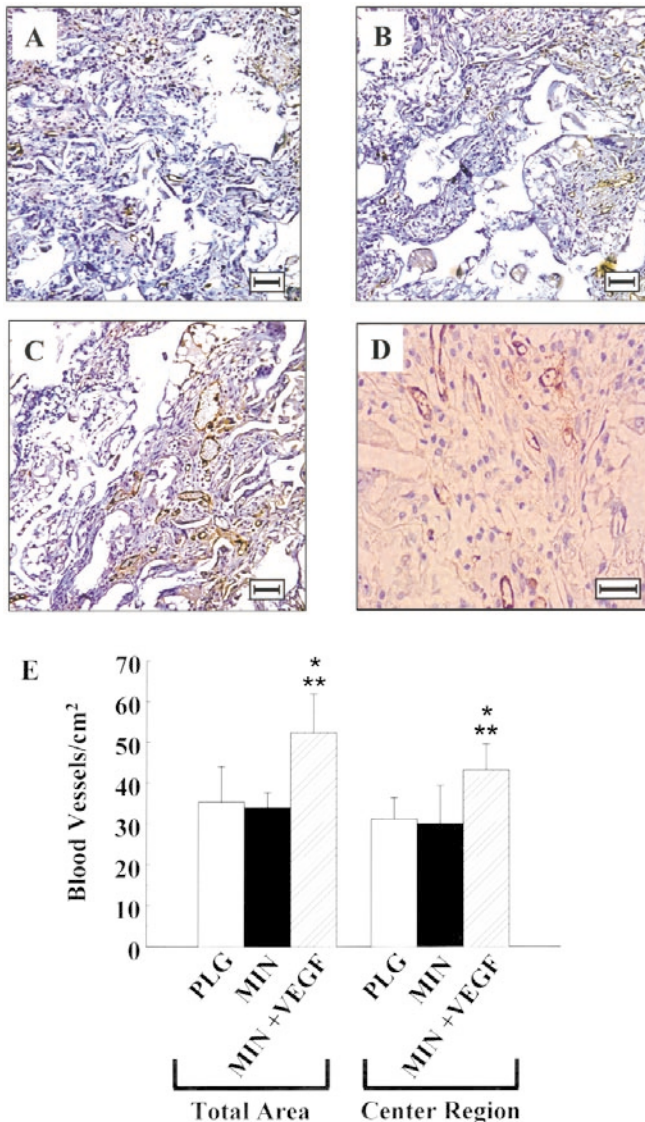 A
B
C
D
E
Blood Vessels/cm²
70
60
50
40
30
20
10
0
*
**
*
**
PLG
MIN
MIN +VEGF
PLG
MIN
MIN +VEGF
Total Area
Center Region